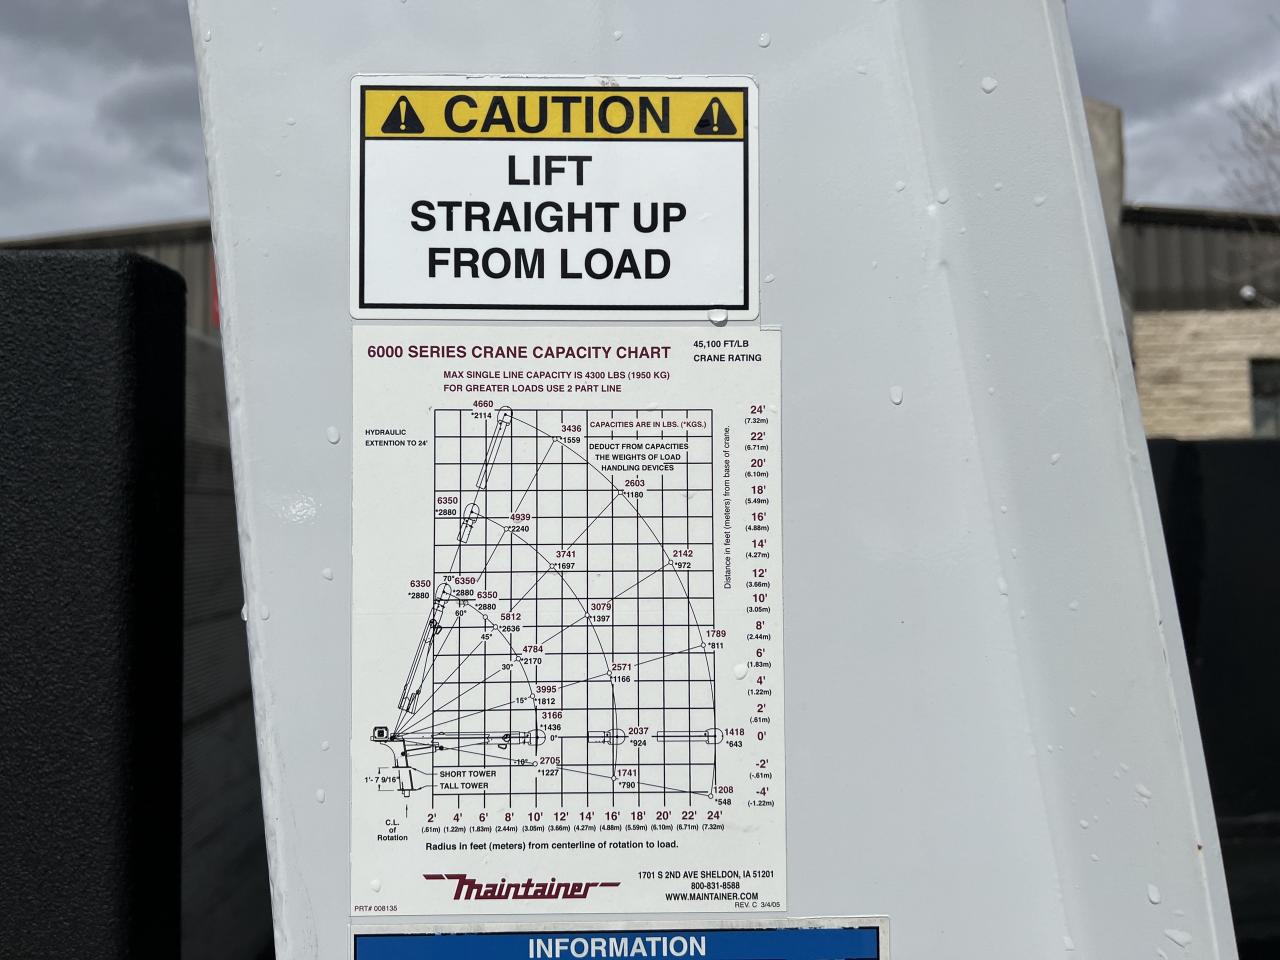 CAUTION
LIFT
STRAIGHT UP
FROM LOAD
6000 SERIES CRANE CAPACITY CHART
45,100 FT/LB
CRANE RATING
MAX SINGLE LINE CAPACITY IS 4300 LBS (1950 KG)
FOR GREATER LOADS USE 2 PART LINE
HYDRAULIC
EXTENTION TO 24'
CAPACITIES ARE IN LBS. (*KGS.)
DEDUCT FROM CAPACITIES
THE WEIGHTS OF LOAD
HANDLING DEVICES
4660
*2114
3436
*1559
2603
*1180
6350
*2880
4939
*2240
3741
*1697
2142
*972
6350
*2880
70°
6350
*2880
6350
*2880
60°
5812
*2636
45°
3079
*1397
1789
*811
4784
*2170
30°
2571
*1166
3995
*1812
15°
3166
*1436
0°
2037
*924
1418
*643
-10°
2705
*1227
1741
*790
1208
*548
24'
(7.32m)
22'
(6.71m)
20'
(6.10m)
18'
(5.49m)
16'
(4.88m)
14'
(4.27m)
12'
(3.66m)
10'
(3.05m)
8'
(2.44m)
6'
(1.83m)
4'
(1.22m)
2'
(.61m)
0'
-2'
(-.61m)
-4'
(-1.22m)
Distance in feet (meters) from base of crane.
1'- 7 9/16"
SHORT TOWER
TALL TOWER
C.L.
of
Rotation
2' 4' 6' 8' 10' 12' 14' 16' 18' 20' 22' 24'
(.61m) (1.22m) (1.83m) (2.44m) (3.05m) (3.66m) (4.27m) (4.88m) (5.59m) (6.10m) (6.71m) (7.32m)
Radius in feet (meters) from centerline of rotation to load.
Maintainer
1701 S 2ND AVE SHELDON, IA 51201
800-831-8588
WWW.MAINTAINER.COM
PRT# 008135
REV. C 3/4/05
INFORMATION